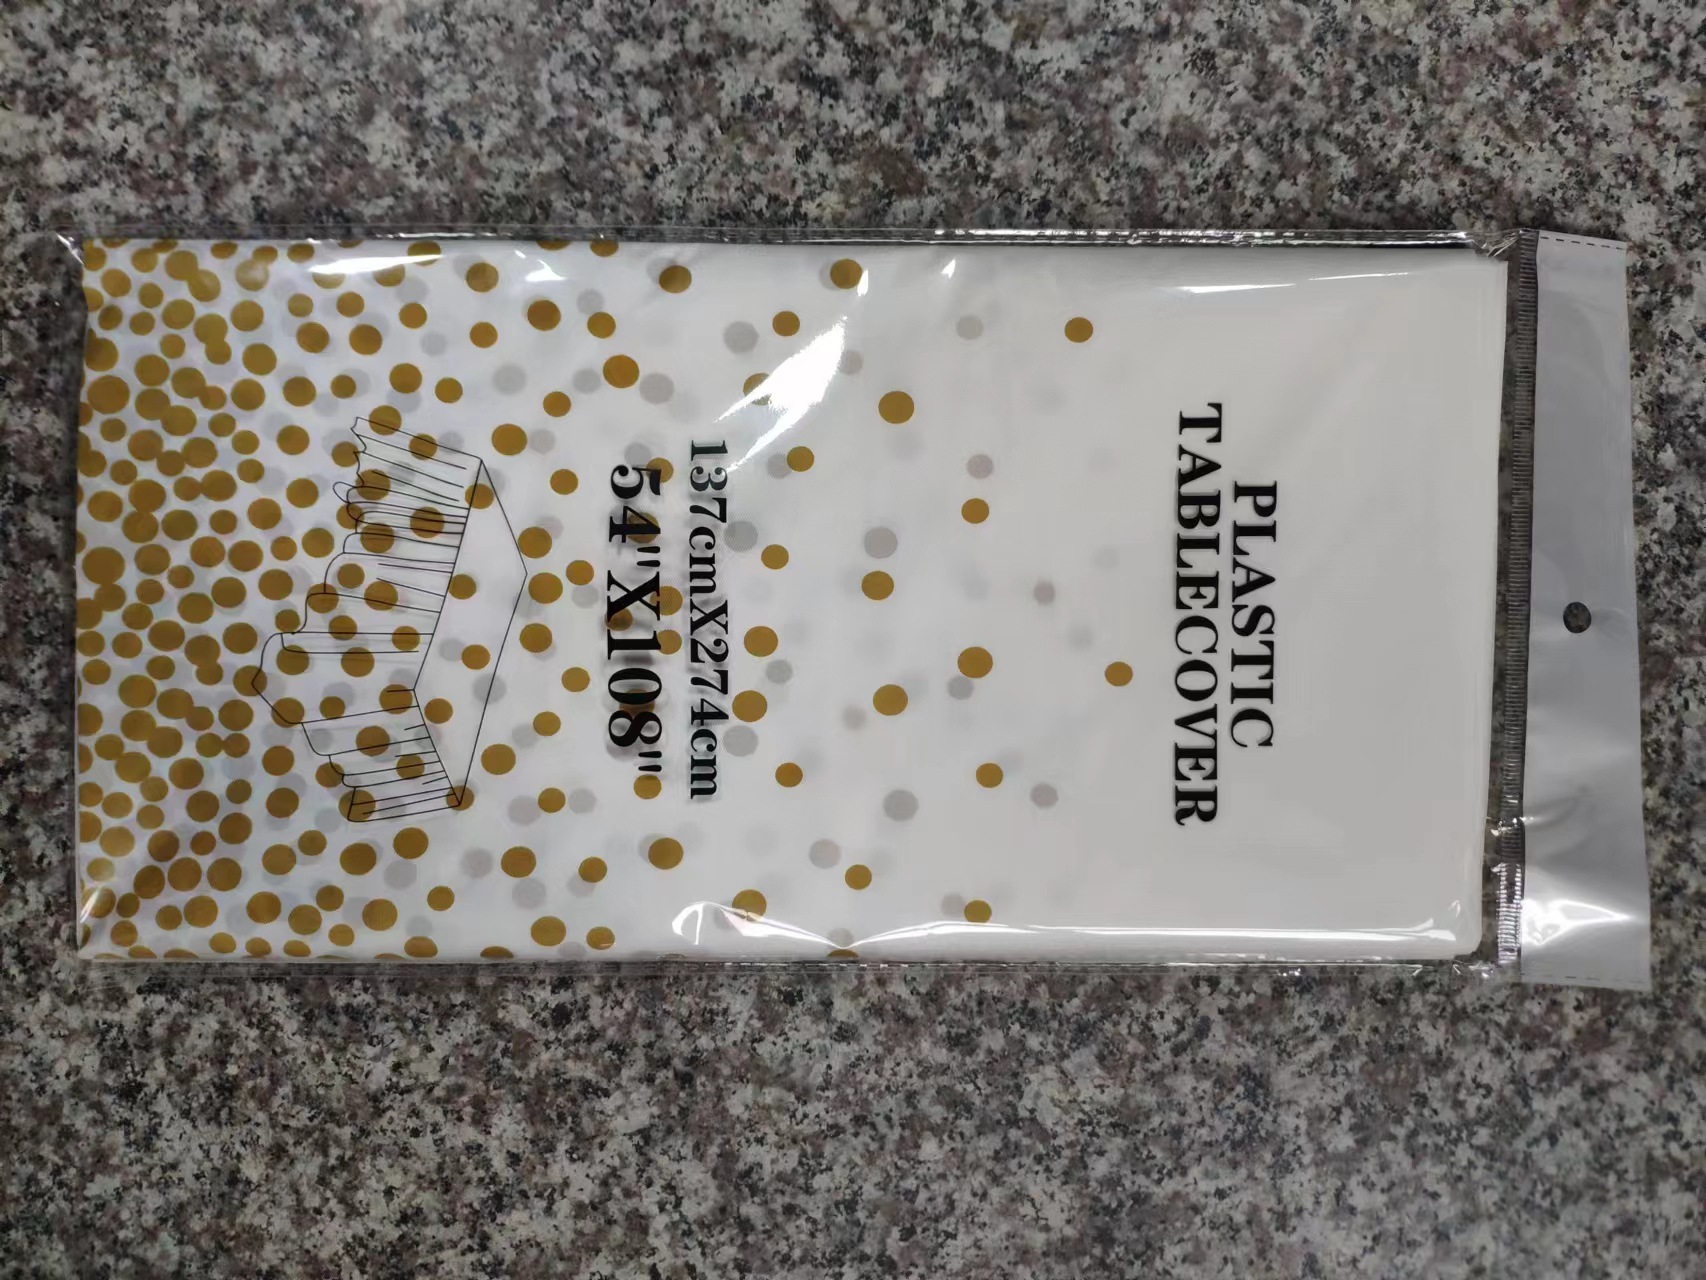 PLASTIC
TABLECOVER
137cmX274cm
54"X108"